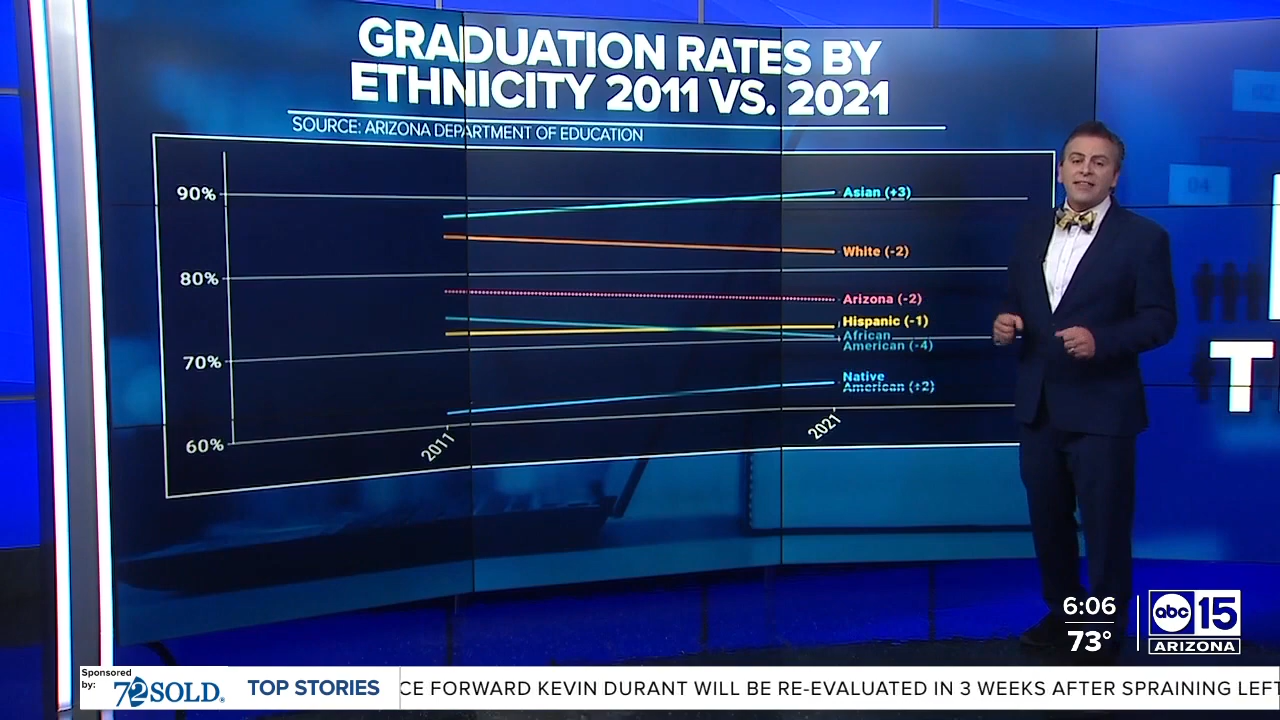 GRADUATION RATES BY
ETHNICITY 2011 VS. 2021
SOURCE: ARIZONA DEPARTMENT OF EDUCATION
90%
80%
70%
60%
Asian (+3)
White (-2)
Arizona (-2)
Hispanic (-1)
African
American (-4)
Native
American (+2)
2011
2021
04
T
6:06
73°
abc 15
ARIZONA
Sponsored
by:
72SOLD.
TOP STORIES
CE FORWARD KEVIN DURANT WILL BE RE-EVALUATED IN 3 WEEKS AFTER SPRAINING LEFT